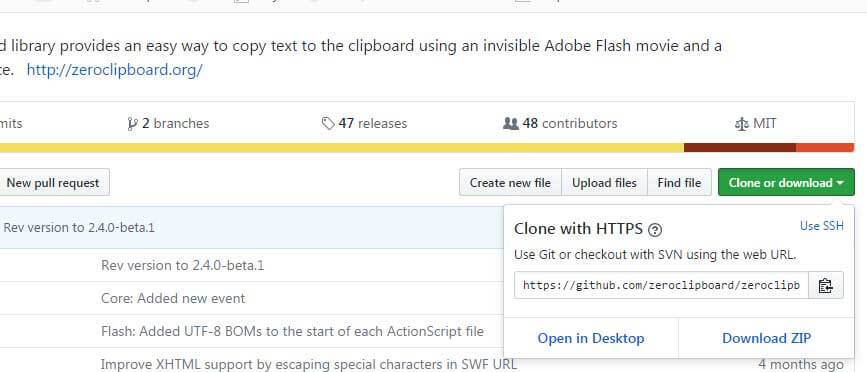 d library provides an easy way to copy text to the clipboard using an invisible Adobe Flash movie and a
ce. http://zeroclipboard.org/
mits 2 branches 47 releases 48 contributors MIT
New pull request Create new file Upload files Find file Clone or download
Rev version to 2.4.0-beta.1
Clone with HTTPS ? Use SSH
Use Git or checkout with SVN using the web URL.
https://github.com/zeroclipboard/zeroclipb
Rev version to 2.4.0-beta.1
Core: Added new event
Flash: Added UTF-8 BOMs to the start of each ActionScript file
Open in Desktop Download ZIP
Improve XHTML support by escaping special characters in SWF URL 4 months ago